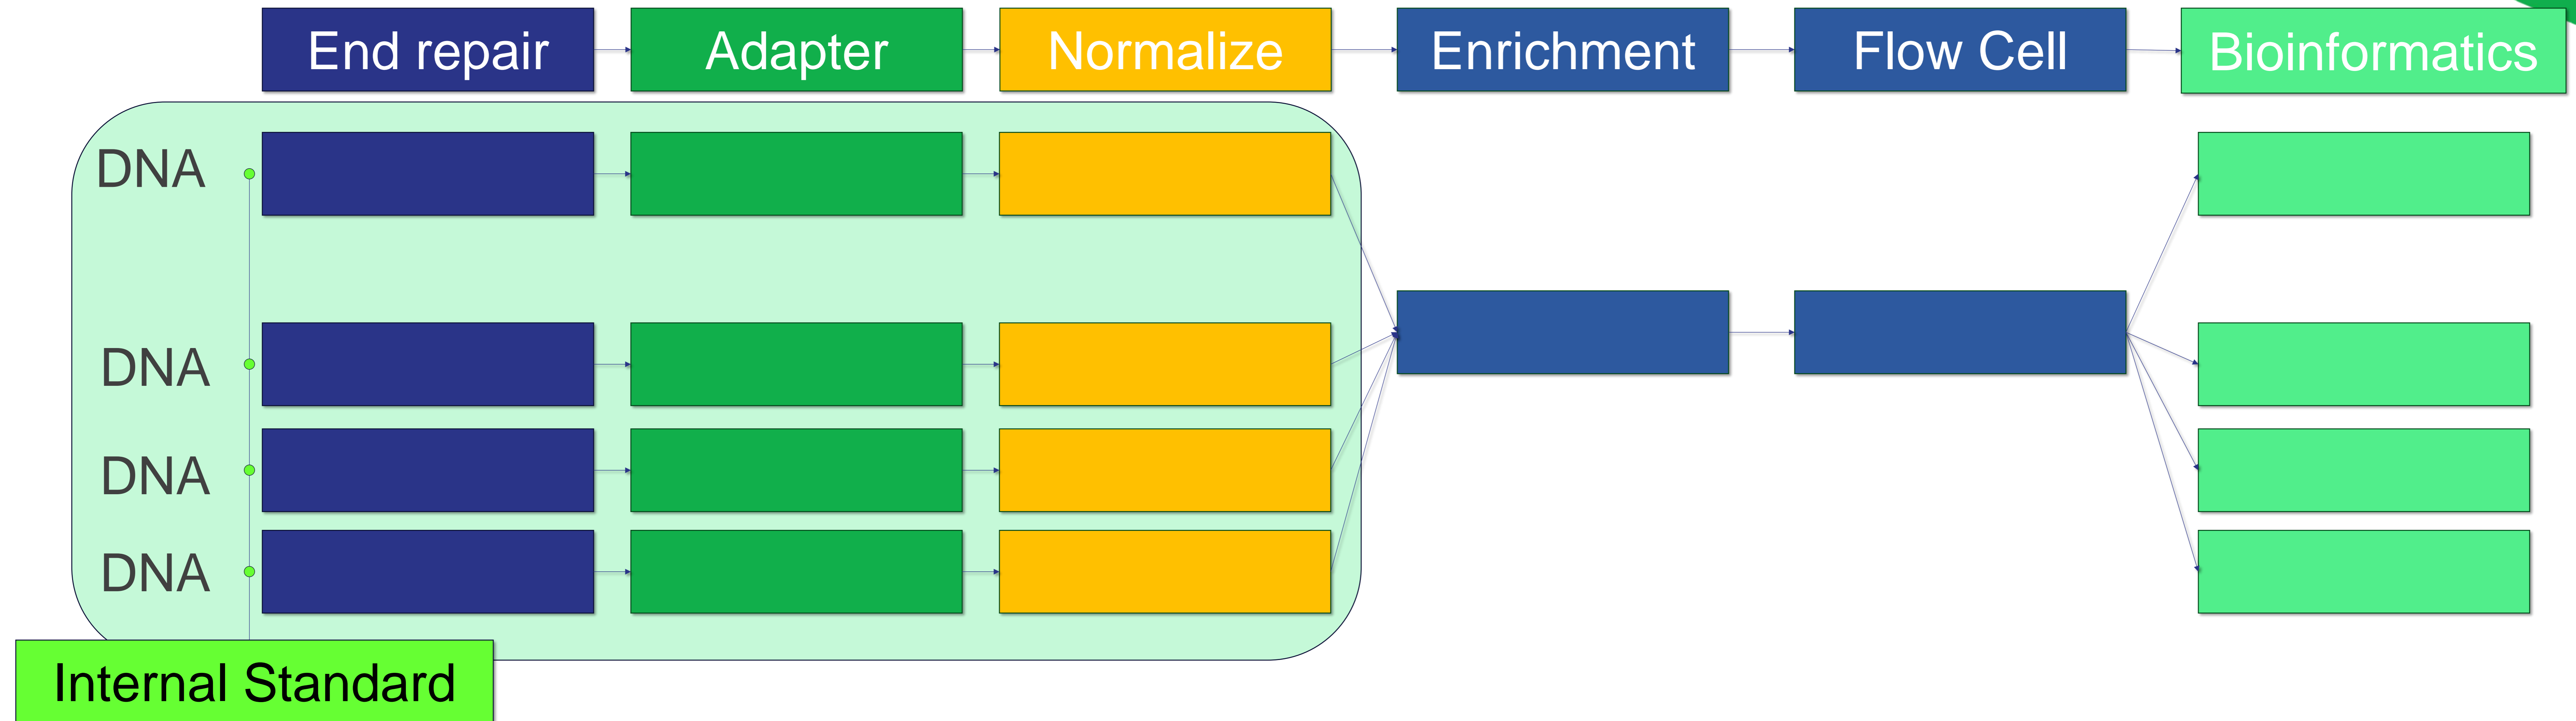 End repair
Adapter
Normalize
Enrichment
Flow Cell
Bioinformatics
DNA
DNA
DNA
DNA
Internal Standard